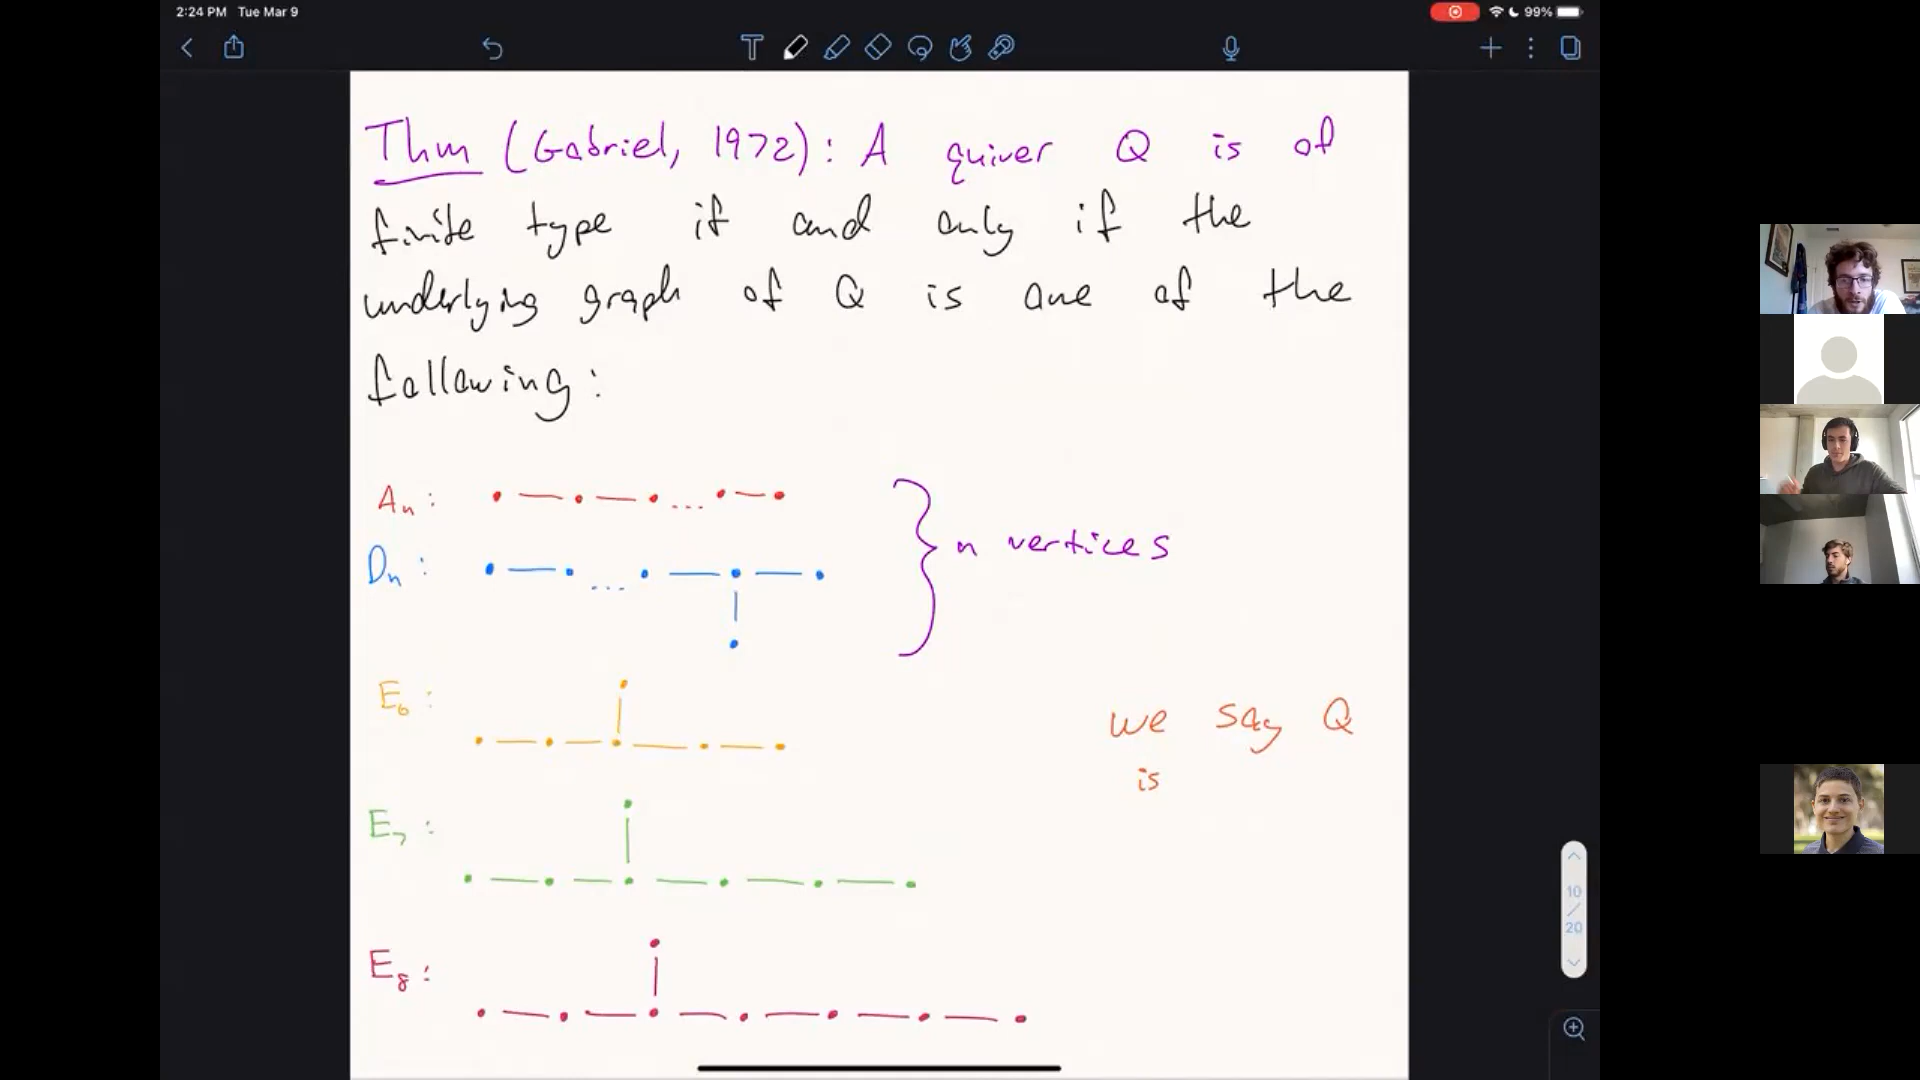 2:24 PM Tue Mar 9
99%
T
Thm (Gabriel, 1972): A quiver Q is of
finite type if and only if the
underlying graph of Q is one of the
following:
An:
Dn:
n vertices
E6:
we say Q
is
E7:
E8:
10
/
20